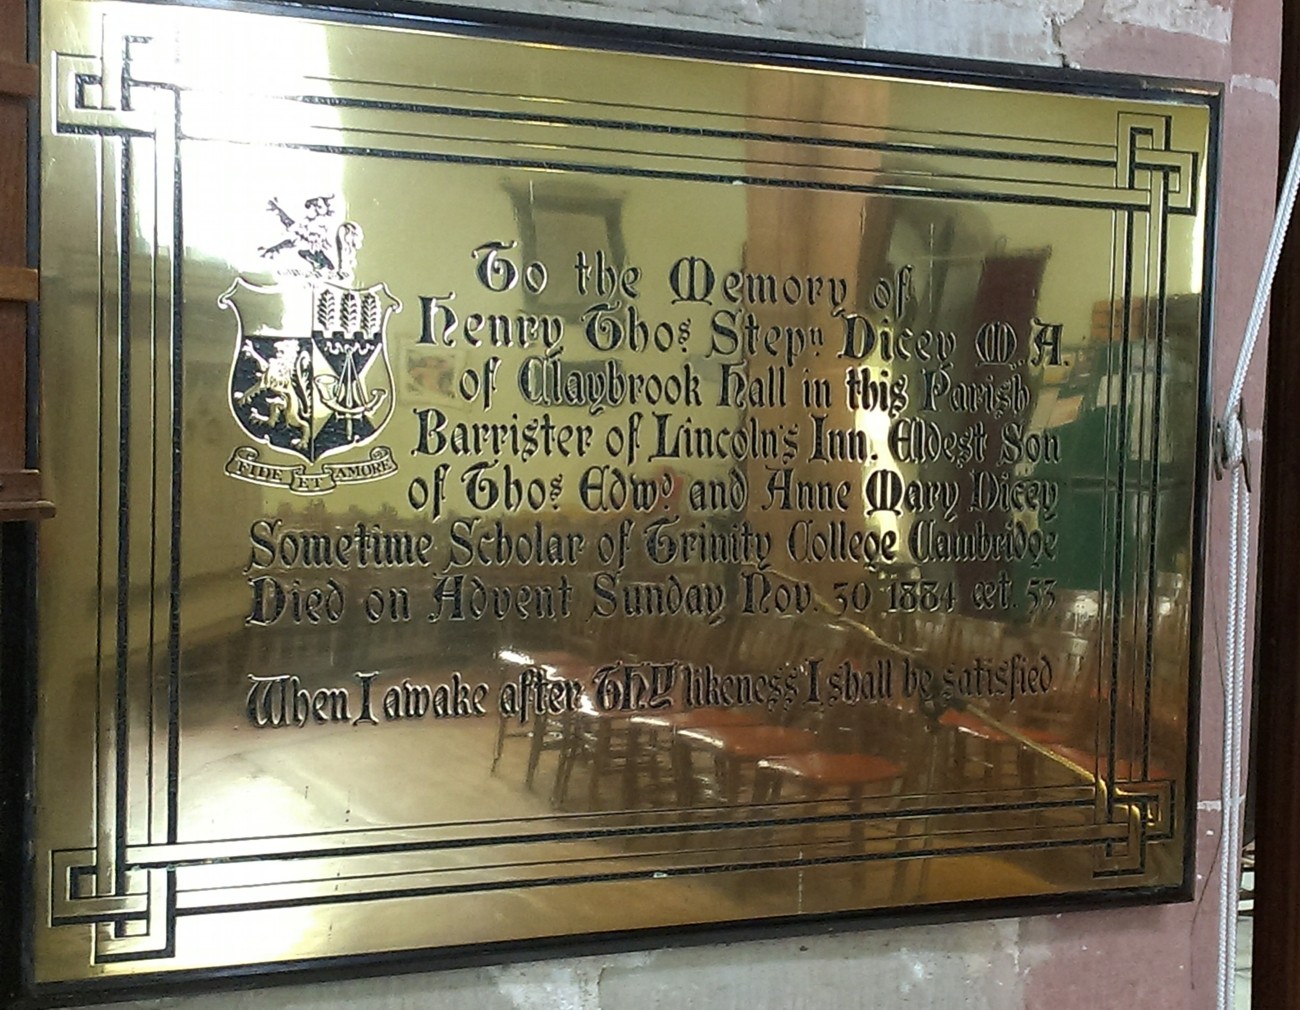 To the Memory of
Henry Thos Stepn Dicey M.A.
of Claybrook Hall in this Parish
Barrister of Lincoln's Inn. Eldest Son
of Thos Edwd and Anne Mary Dicey
Sometime Scholar of Trinity College Cambridge
Died on Advent Sunday Nov. 30 1884 æt. 53
When I awake after THY likeness I shall be satisfied
FIDE ET AMORE